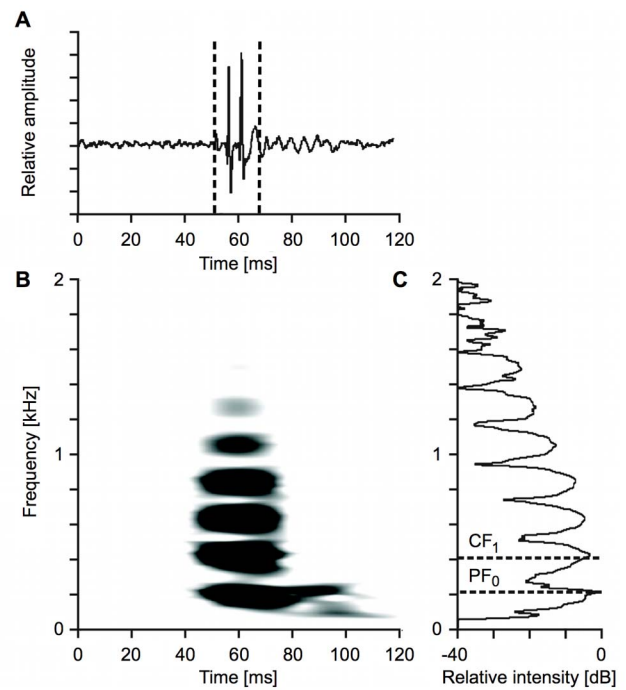 A
Relative amplitude
0 20 40 60 80 100 120
Time [ms]
B
2
1
0
Frequency [kHz]
0 20 40 60 80 100 120
Time [ms]
C
2
1
0
CF1
PF0
-40 0
Relative intensity [dB]